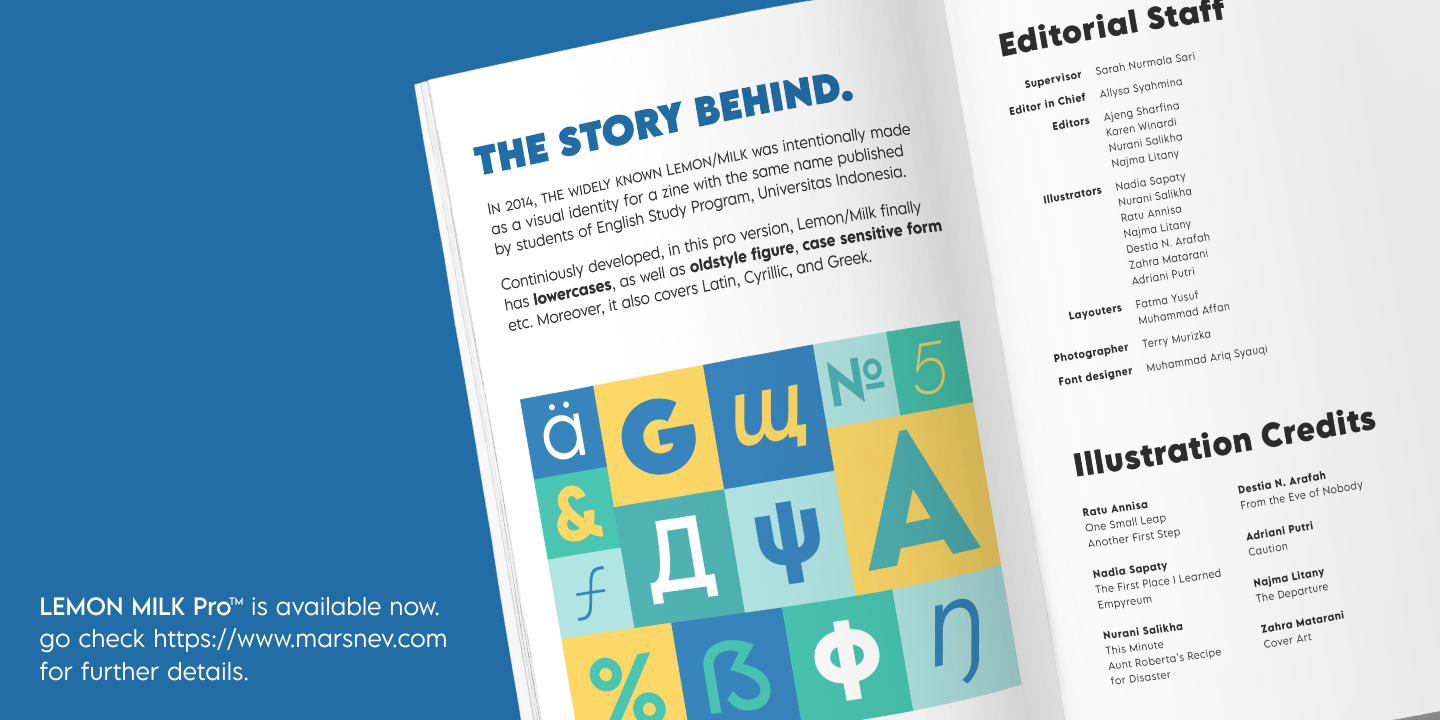 THE STORY BEHIND.
IN 2014, THE WIDELY KNOWN LEMON/MILK was intentionally made
as a visual identity for a zine with the same name published
by students of English Study Program, Universitas Indonesia.
Continiously developed, in this pro version, Lemon/Milk finally
has lowercases, as well as oldstyle figure, case sensitive form
etc. Moreover, it also covers Latin, Cyrillic, and Greek.
ä G щ № 5
& Д ψ A
f
% ß Ф ŋ
Editorial Staff
Supervisor Sarah Nurmala Sari
Editor in Chief Allysa Syahmina
Editors Ajeng Sharfina
Karen Winardi
Nurani Salikha
Najma Litany
Illustrators Nadia Sapaty
Nurani Salikha
Ratu Annisa
Najma Litany
Destia N. Arafah
Zahra Matarani
Adriani Putri
Layouters Fatma Yusuf
Muhammad Affan
Photographer Terry Murizka
Font designer Muhammad Ariq Syauqi
Illustration Credits
Ratu Annisa
One Small Leap
Another First Step
Nadia Sapaty
The First Place I Learned
Empyreum
Nurani Salikha
This Minute
Aunt Roberta's Recipe
for Disaster
Destia N. Arafah
From the Eve of Nobody
Adriani Putri
Caution
Najma Litany
The Departure
Zahra Matarani
Cover Art
LEMON MILK Pro™ is available now.
go check https://www.marsnev.com
for further details.